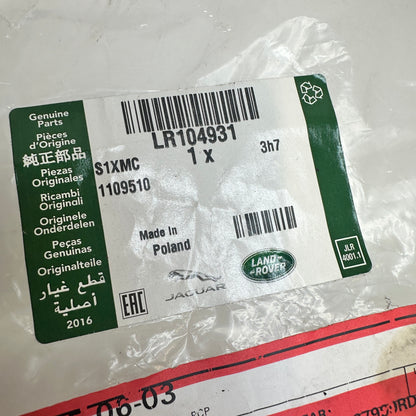 Genuine
Parts
Pièces
d'Origine
純正部品
Piezas
Originales
Ricambi
Originali
Originele
Onderdelen
Peças
Genuinas
Originalteile
قطع غيار
أصلية
2016
LR104931
1 x
3h7
S1XMC
1109510
Made In
Poland
JAGUAR
LAND-
ROVER
EAC
JLR
4001.1
06-03